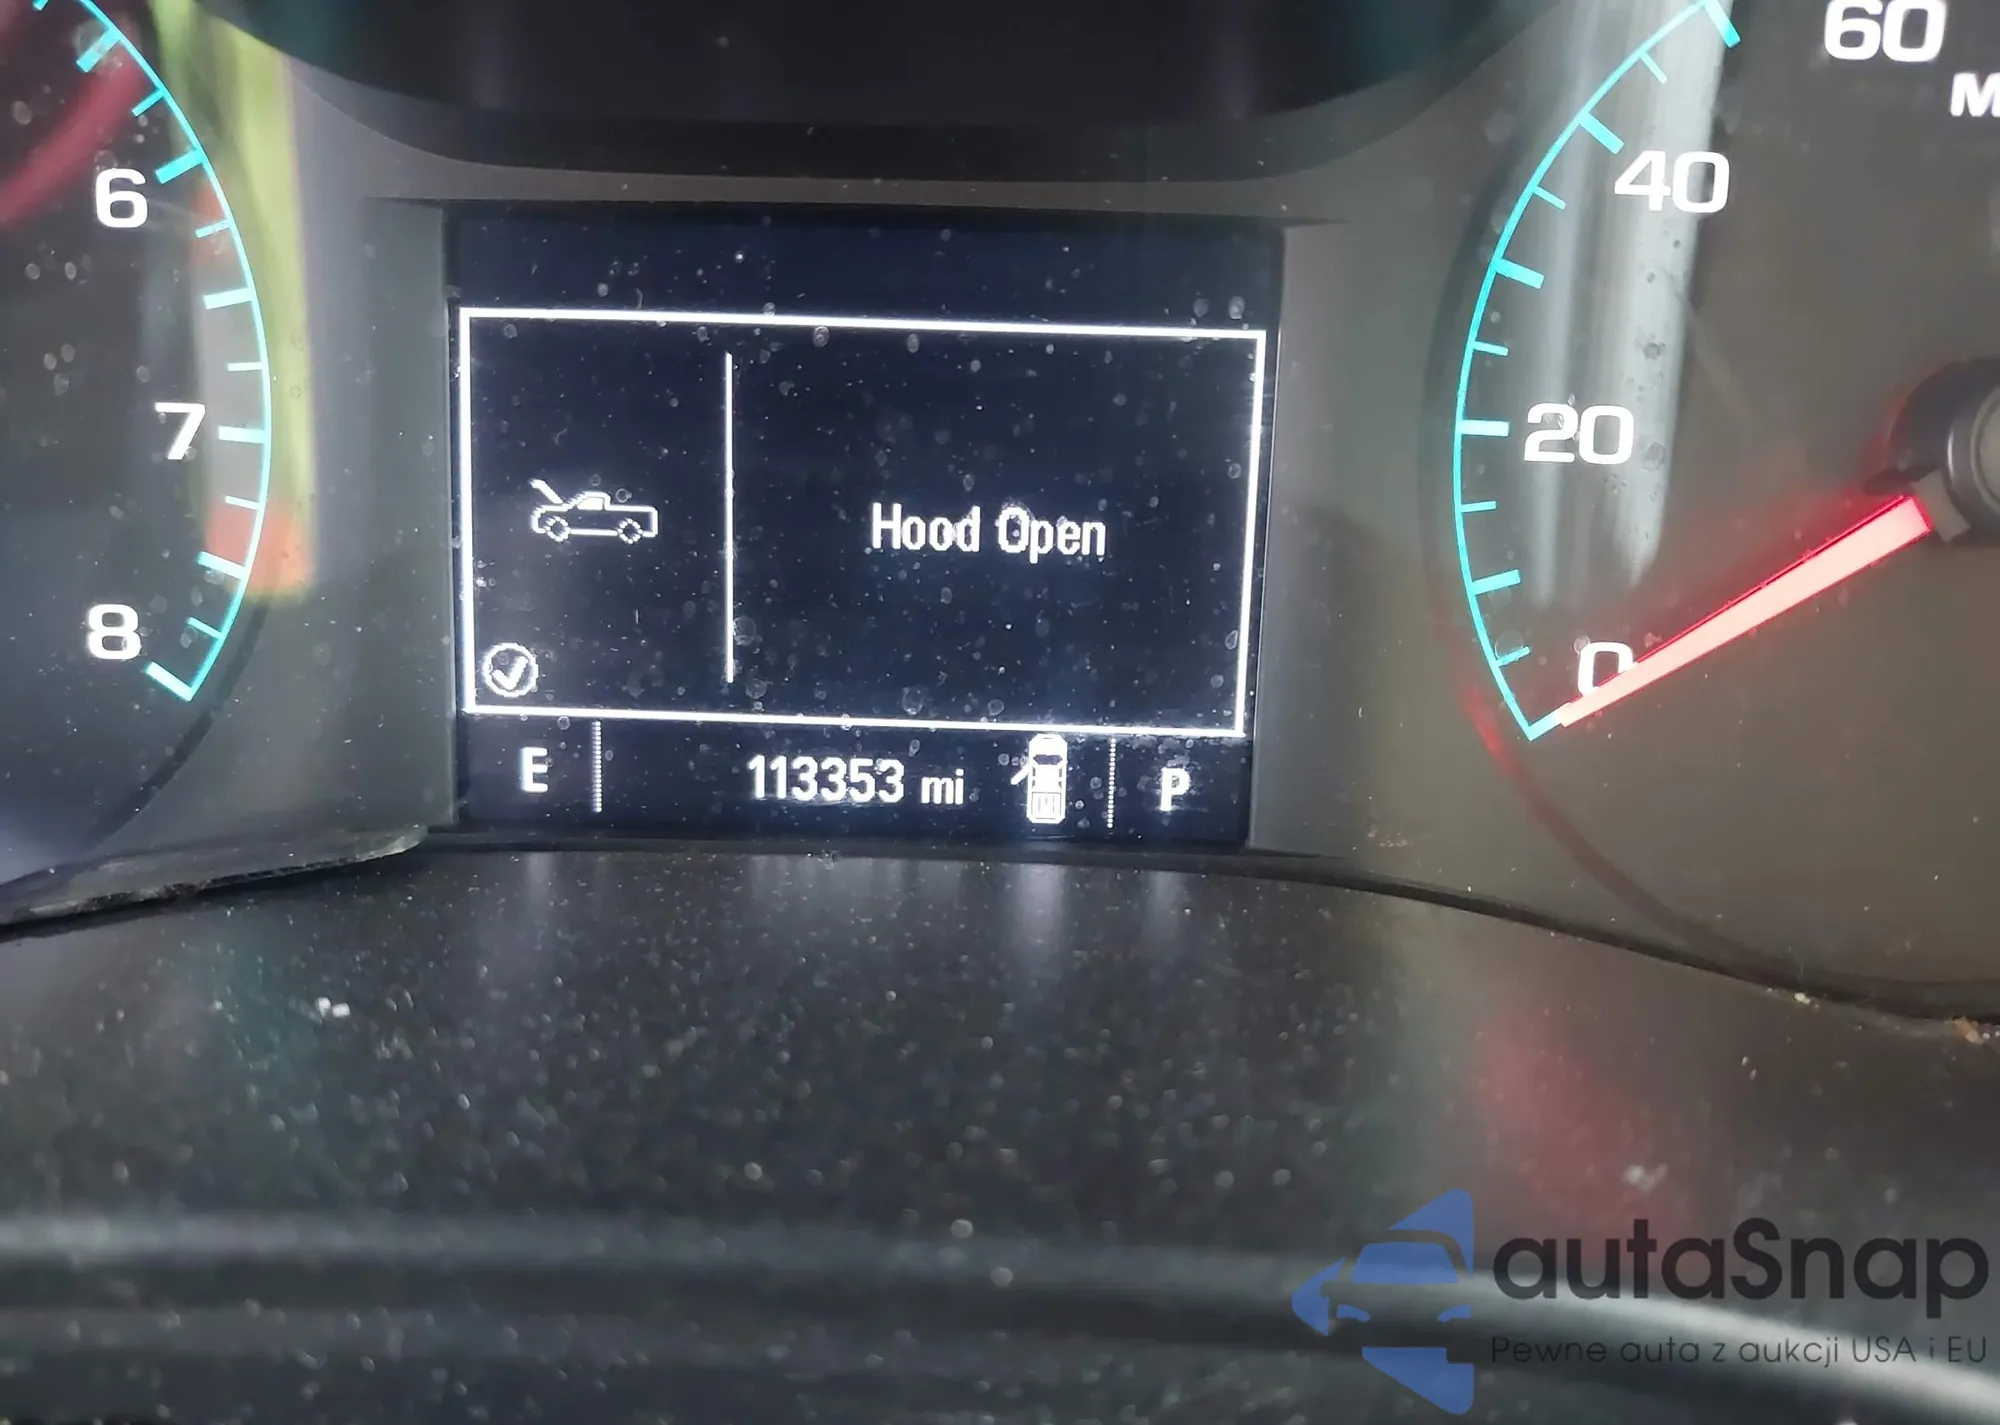 60
M
6
40
7
20
Hood Open
8
0
E
113353 mi
P
autaSnap
Pewne auta z aukcji USA i EU